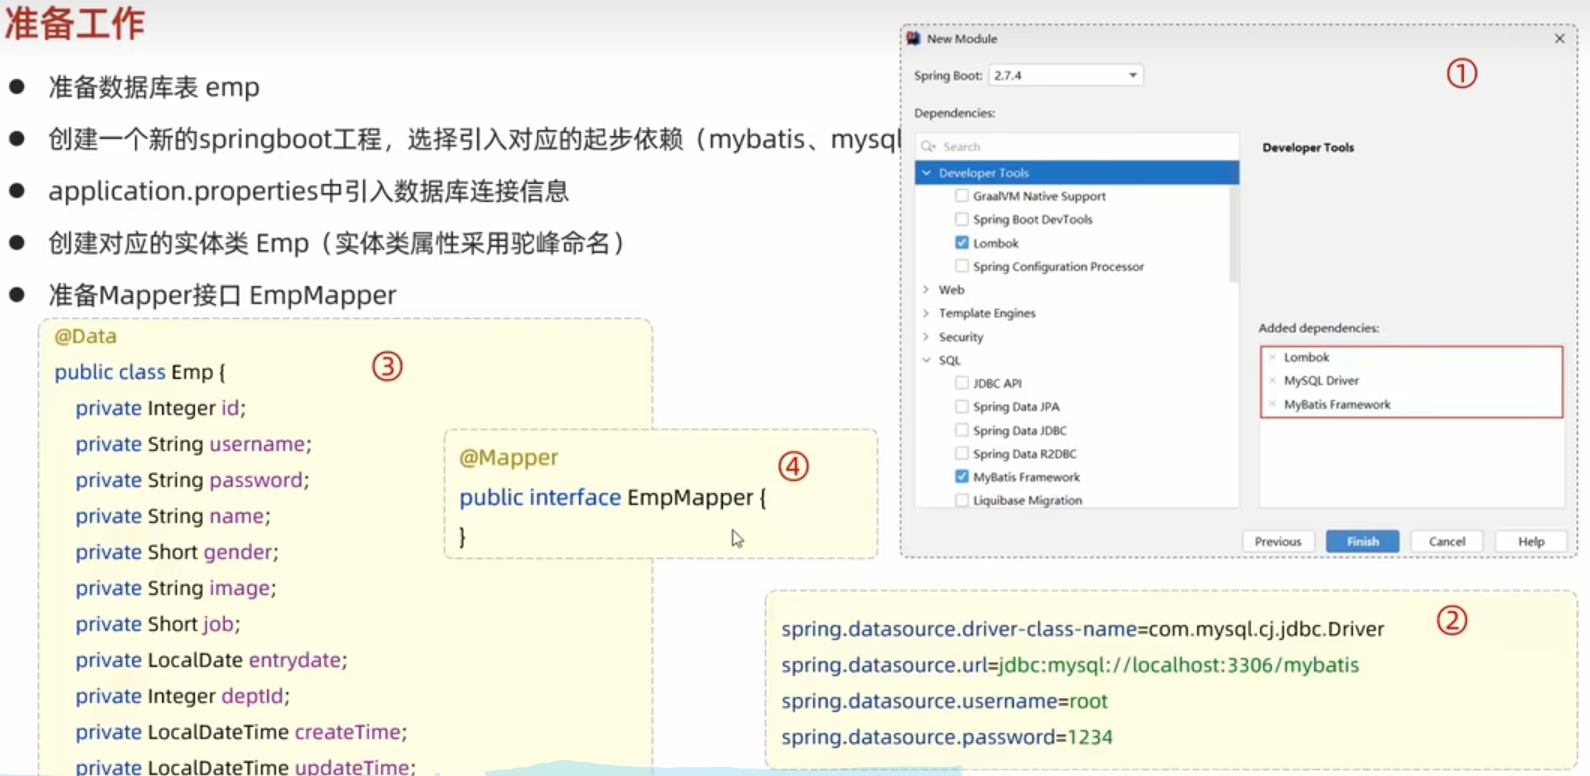 准备工作
准备数据库表 emp
创建一个新的springboot工程，选择引入对应的起步依赖（mybatis、mysql
application.properties中引入数据库连接信息
创建对应的实体类 Emp（实体类属性采用驼峰命名）
准备Mapper接口 EmpMapper
New Module
①
Spring Boot: 2.7.4
Dependencies:
Search
Developer Tools
GraalVM Native Support
Spring Boot DevTools
Lombok
Spring Configuration Processor
Web
Template Engines
Security
SQL
JDBC API
Spring Data JPA
Spring Data JDBC
Spring Data R2DBC
MyBatis Framework
Liquibase Migration
Developer Tools
Added dependencies:
Lombok
MySQL Driver
MyBatis Framework
Previous
Finish
Cancel
Help
②
spring.datasource.driver-class-name=com.mysql.cj.jdbc.Driver
spring.datasource.url=jdbc:mysql://localhost:3306/mybatis
spring.datasource.username=root
spring.datasource.password=1234
③
@Data
public class Emp {
private Integer id;
private String username;
private String password;
private String name;
private Short gender;
private String image;
private Short job;
private LocalDate entrydate;
private Integer deptId;
private LocalDateTime createTime;
private LocalDateTime updateTime;
④
@Mapper
public interface EmpMapper {
}